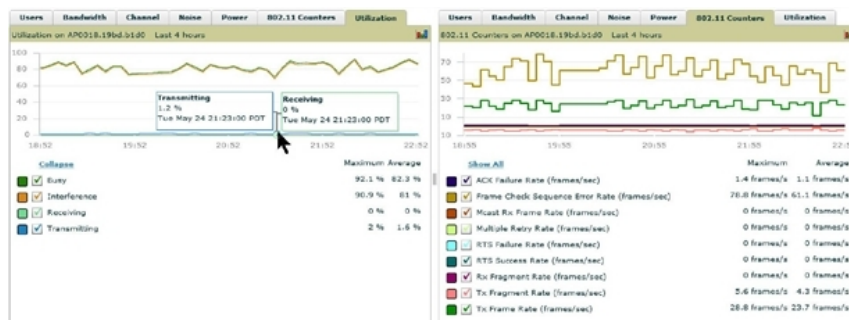 Users Bandwidth Channel Noise Power 802.11 Counters Utilization
Utilization on AP0018.19bd.b1d0 Last 4 hours
100
80
60
40
20
0
Transmitting
1.2 %
Tue May 24 21:23:00 PDT
Receiving
0 %
Tue May 24 21:23:00 PDT
18:52 19:52 20:52 21:52 22:52
Collapse Maximum Average
Busy 92.1 % 82.3 %
Interference 90.9 % 81 %
Receiving 0 % 0 %
Transmitting 2 % 1.6 %
Users Bandwidth Channel Noise Power 802.11 Counters Utilization
802.11 Counters on AP0018.19bd.b1d0 Last 4 hours
70
50
30
10
10
18:55 19:55 20:55 21:55
Show All Maximum Average
ACK Failure Rate (frames/sec) 1.4 frames/s 1.1 frames/s
Frame Check Sequence Error Rate (frames/sec) 78.8 frames/s 61.1 frames/s
Mcast Rx Frame Rate (frames/sec) 0 frames/s 0 frames/s
Multiple Retry Rate (frames/sec) 0 frames/s 0 frames/s
RTS Failure Rate (frames/sec) 0 frames/s 0 frames/s
RTS Success Rate (frames/sec) 0 frames/s 0 frames/s
Rx Fragment Rate (frames/sec) 0 frames/s 0 frames/s
Tx Fragment Rate (frames/sec) 5.6 frames/s 4.3 frames/s
Tx Frame Rate (frames/sec) 28.8 frames/s 23.7 frames/s